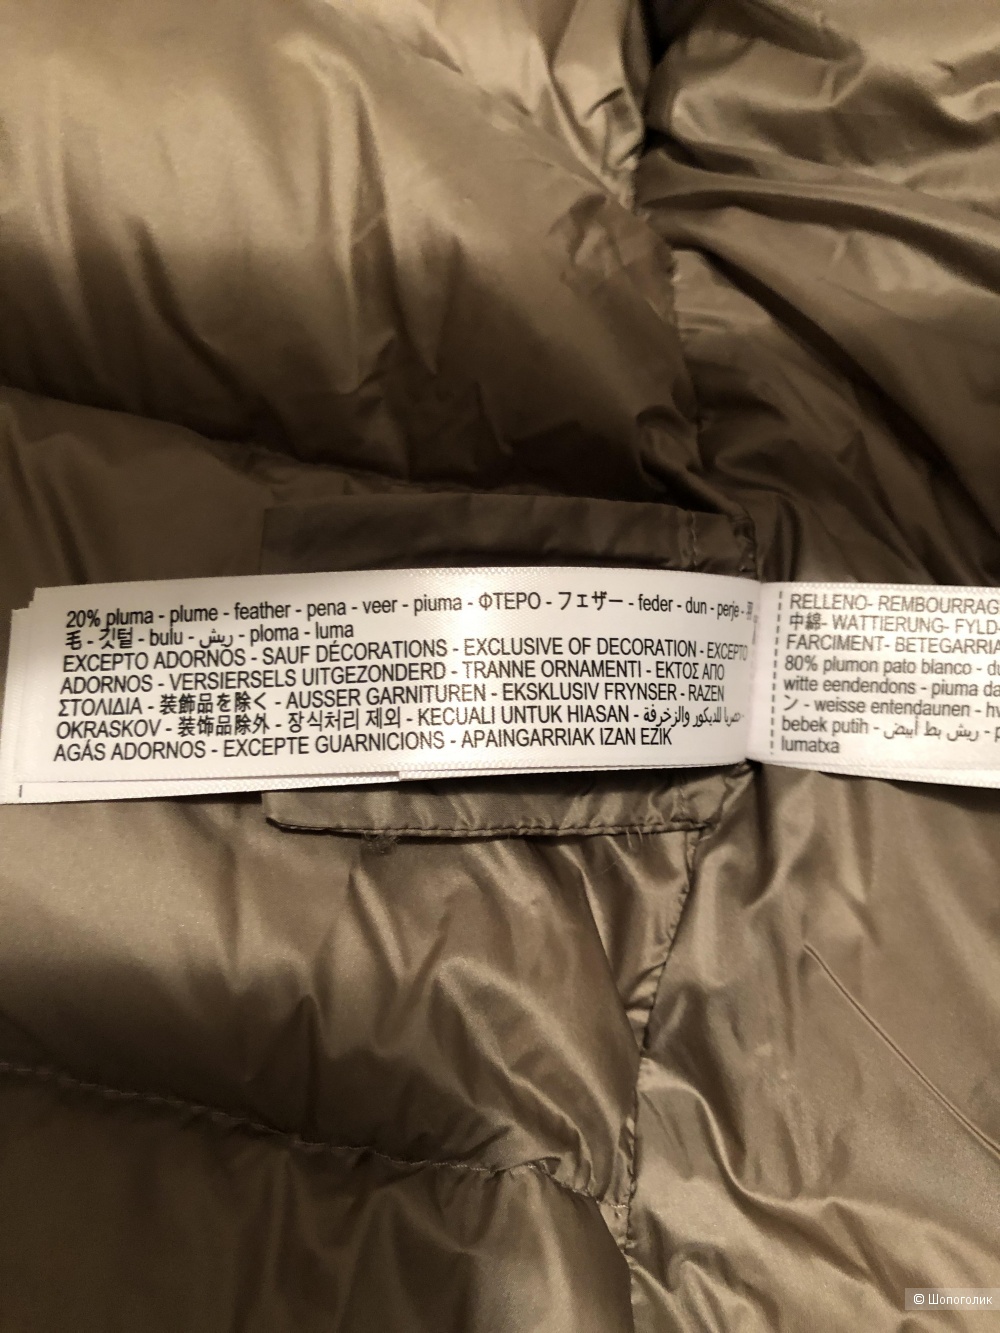 20% pluma - plume - feather - pena - veer - piuma - ΦΤΕΡΟ - フェザー - feder - dun - perje -
毛 - 깃털 - bulu - ريش - ploma - luma
EXCEPTO ADORNOS - SAUF DÉCORATIONS - EXCLUSIVE OF DECORATION - EXCEPTO
ADORNOS - VERSIERSELS UITGEZONDERD - TRANNE ORNAMENTI - ΕΚΤΟΣ ΑΠΟ
ΣΤΟΛΙΔΙΑ - 装飾品を除く - AUSSER GARNITUREN - EKSKLUSIV FRYNSER - RAZEN
OKRASKOV - 装饰品除外 - 장식처리 제외 - KECUALI UNTUK HIASAN - حصريا للديكور والزخرفة -
AGÁS ADORNOS - EXCEPTE GUARNICIONS - APAINGARRIAK IZAN EZIK
RELLENO- REMBOURRAG
中綿- WATTIERUNG- FYLD-
FARCIMENT- BETEGARRIA
80% plumon pato blanco - du
witte eendendons - piuma da
ン - weisse entendaunen - hv
bebek putih - ريش بط أبيض - p
lumatxa
© Шопоголик